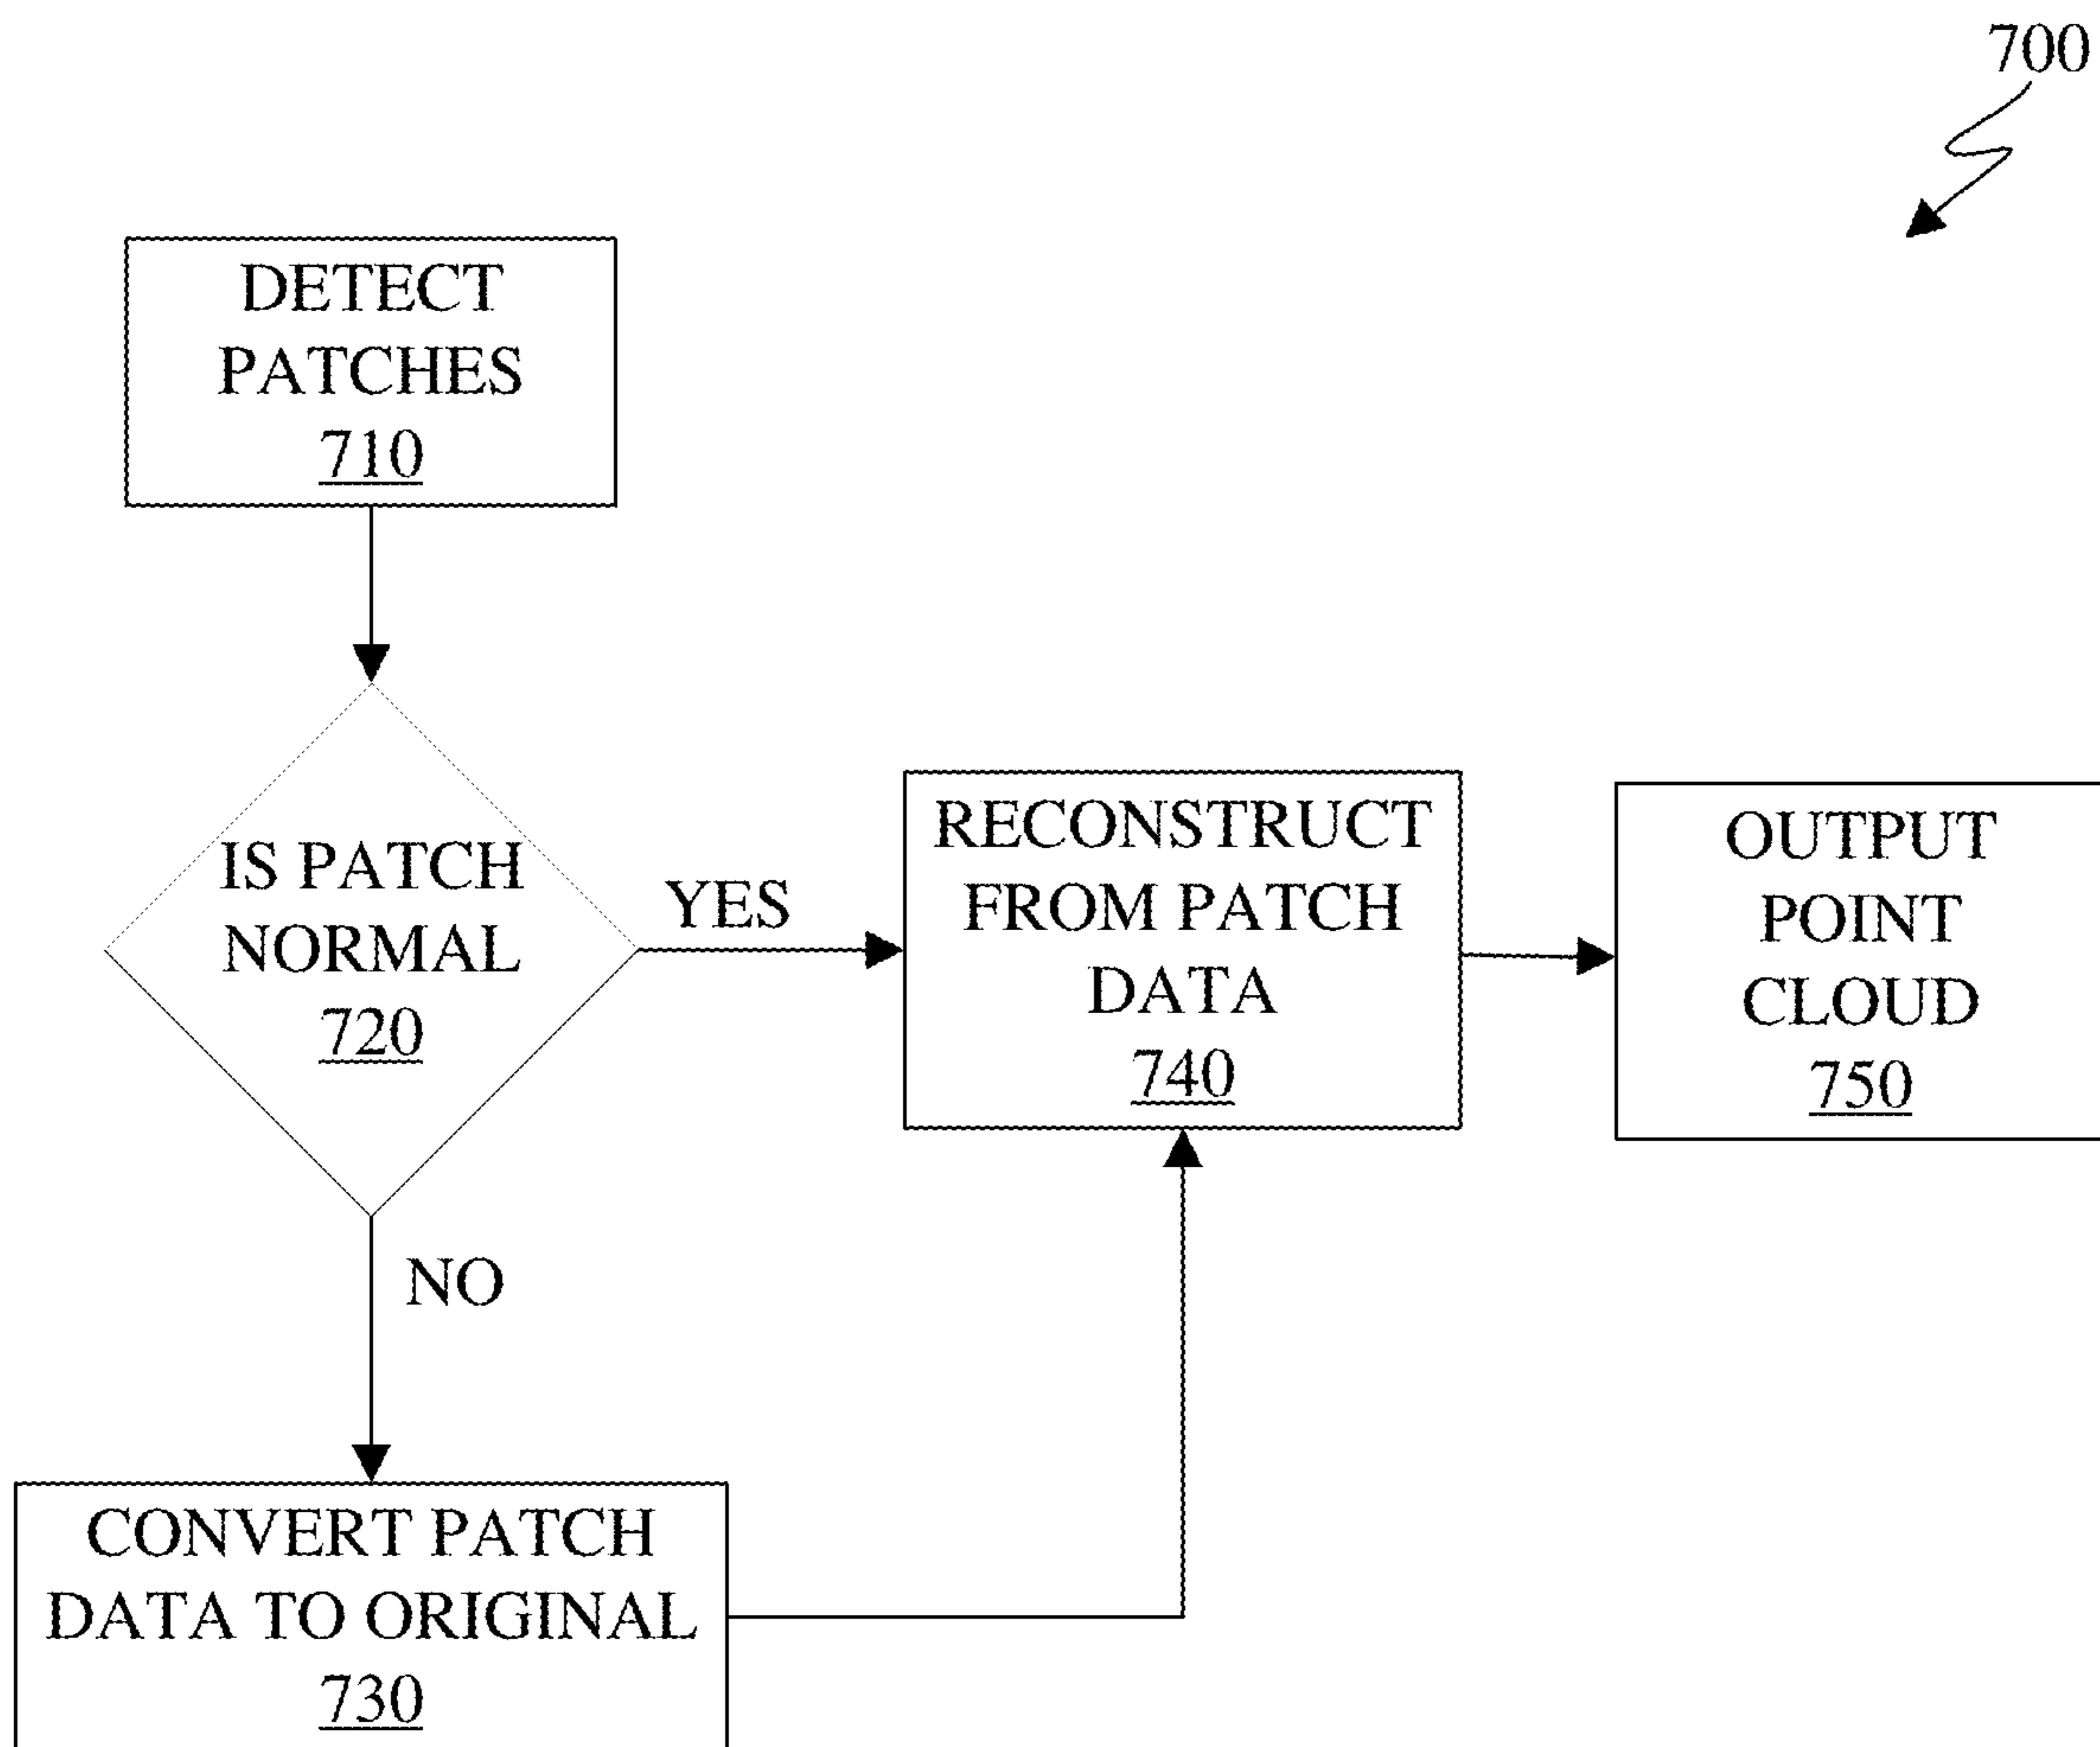 700
DETECT
PATCHES
710
IS PATCH
NORMAL
720
YES
RECONSTRUCT
FROM PATCH
DATA
740
OUTPUT
POINT
CLOUD
750
NO
CONVERT PATCH
DATA TO ORIGINAL
730